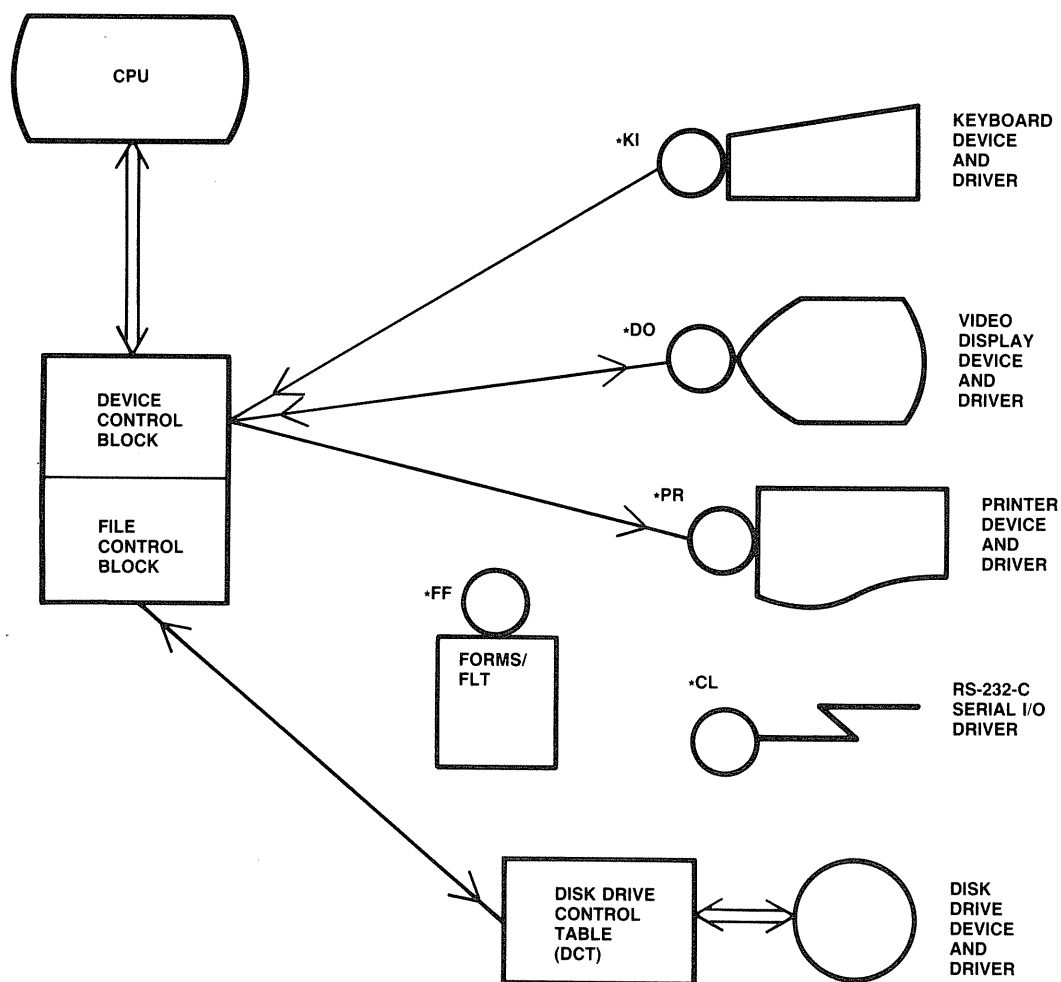 CPU
*KI
KEYBOARD
DEVICE
AND
DRIVER
*DO
VIDEO
DISPLAY
DEVICE
AND
DRIVER
DEVICE
CONTROL
BLOCK
FILE
CONTROL
BLOCK
*PR
PRINTER
DEVICE
AND
DRIVER
*FF
FORMS/
FLT
*CL
RS-232-C
SERIAL I/O
DRIVER
DISK DRIVE
CONTROL
TABLE
(DCT)
DISK
DRIVE
DEVICE
AND
DRIVER